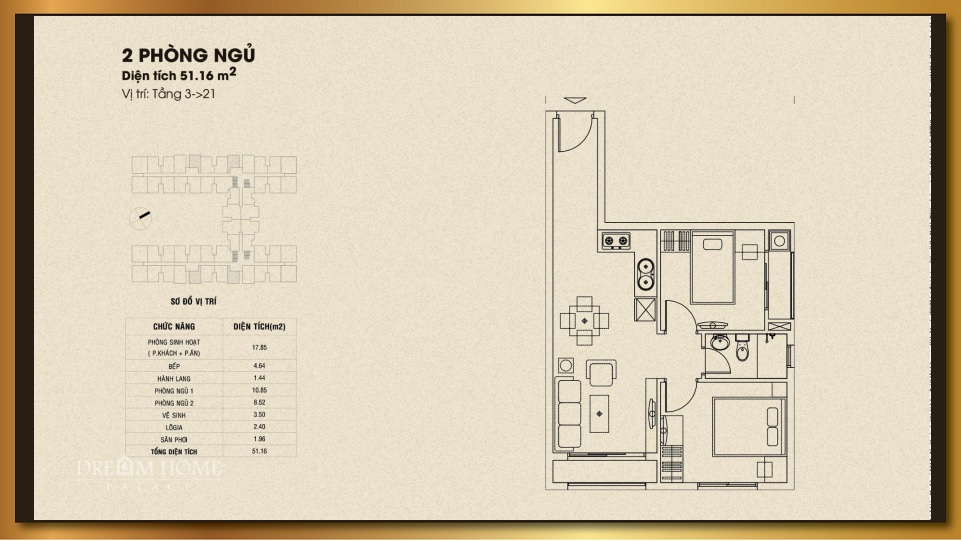 2 PHÒNG NGỦ
Diện tích 51.16 m2
Vị trí: Tầng 3->21
SƠ ĐỒ VỊ TRÍ
CHỨC NĂNG DIỆN TÍCH(m2)
PHÒNG SINH HOẠT
( P.KHÁCH + P.ĂN) 17.85
BẾP 4.64
HÀNH LANG 1.44
PHÒNG NGỦ 1 10.85
PHÒNG NGỦ 2 8.52
VỆ SINH 3.50
LÔGIA 2.40
SÂN PHƠI 1.96
TỔNG DIỆN TÍCH 51.16
DREAM HOME
PALACE